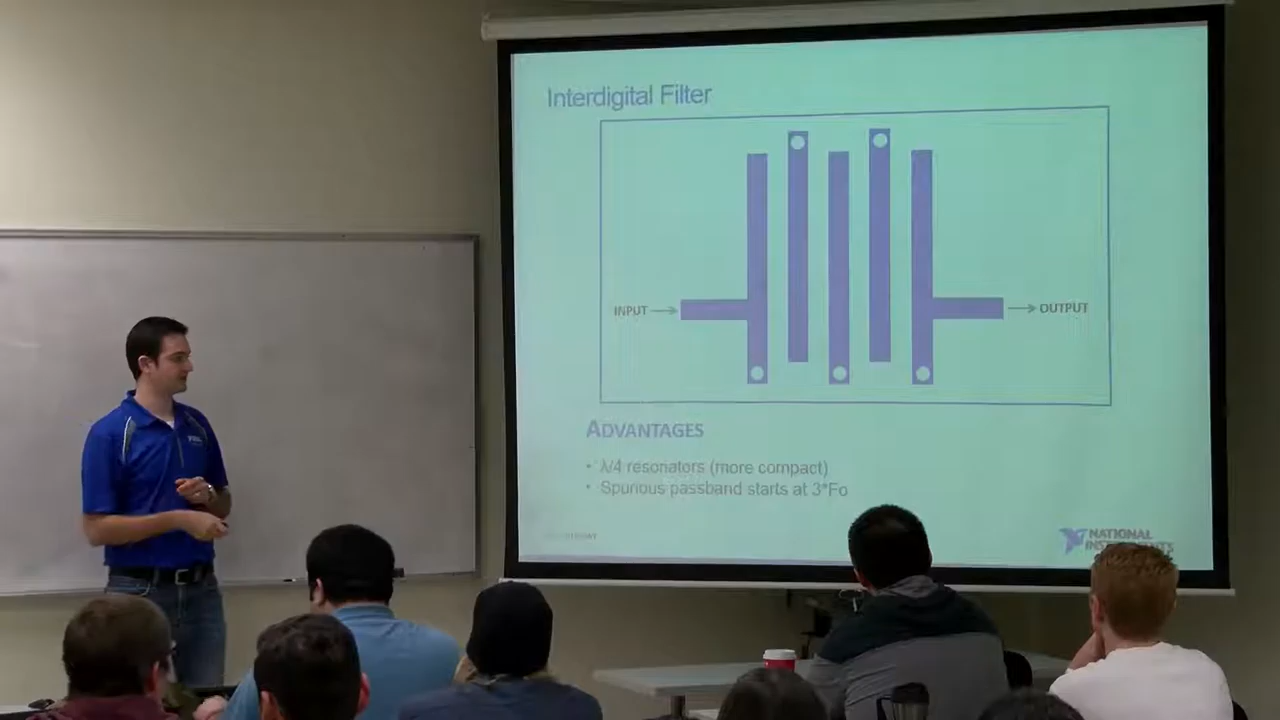 Interdigital Filter
INPUT
OUTPUT
ADVANTAGES
• λ/4 resonators (more compact)
• Spurious passband starts at 3*Fo
NATIONAL
INSTRUMENTS